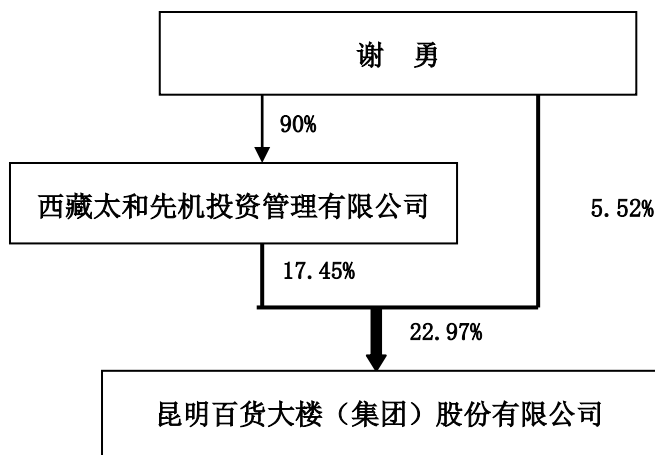 谢 勇
90%
西藏太和先机投资管理有限公司
5.52%
17.45%
22.97%
昆明百货大楼（集团）股份有限公司